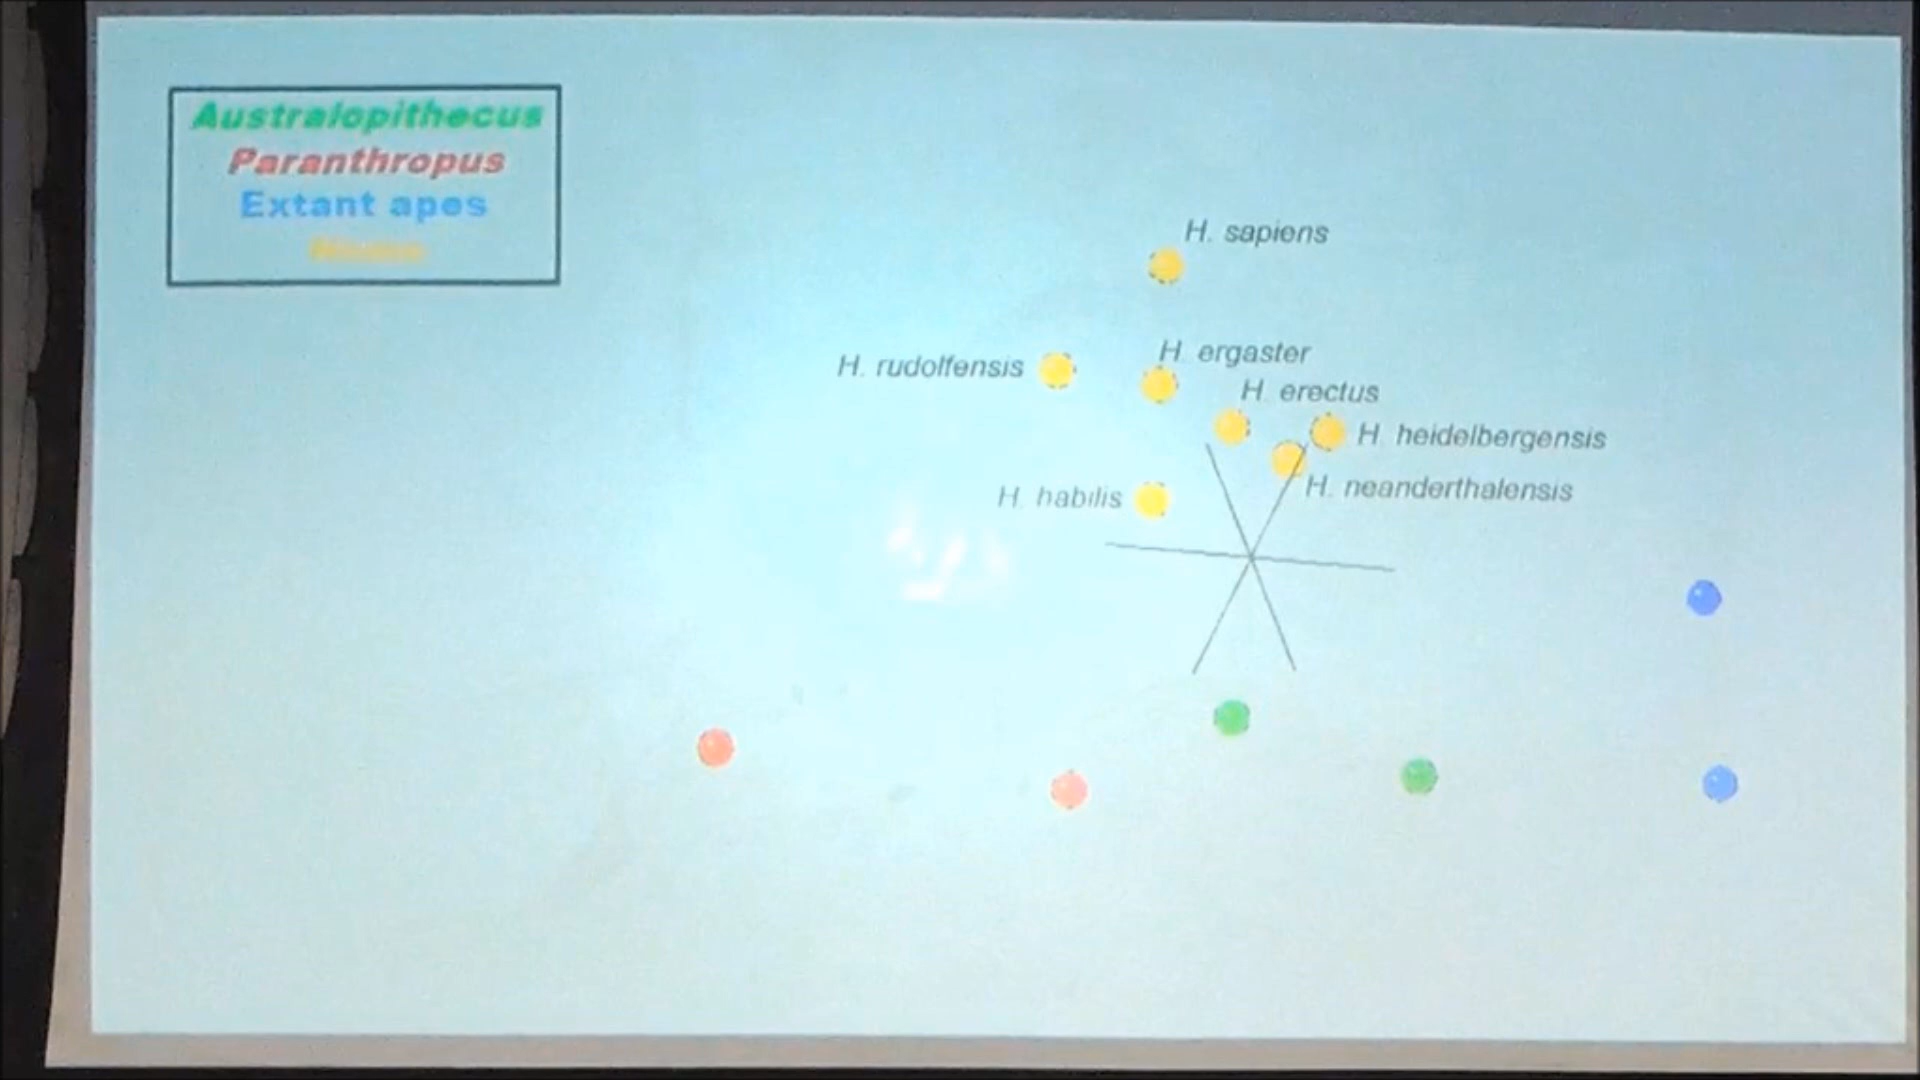 Australopithecus
Paranthropus
Extant apes
H. sapiens
H. ergaster
H. rudolfensis
H. erectus
H. heidelbergensis
H. neanderthalensis
H. habilis